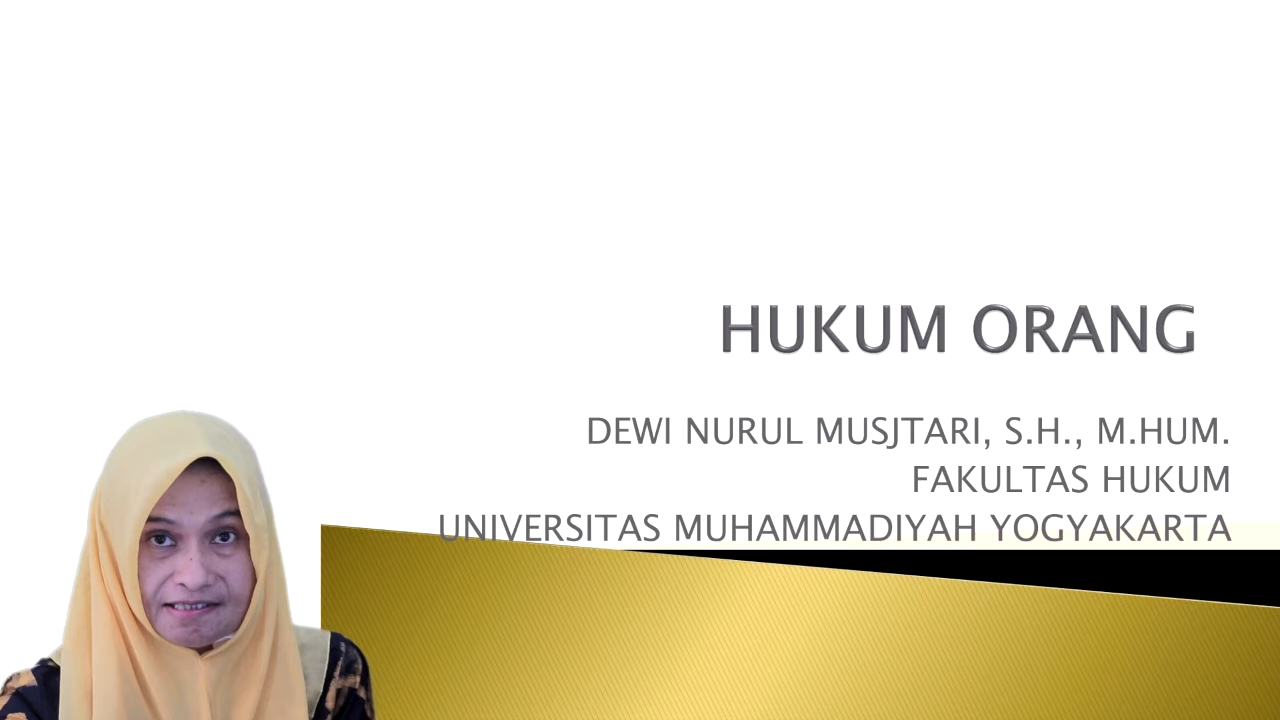 HUKUM ORANG
DEWI NURUL MUSJTARI, S.H., M.HUM.
FAKULTAS HUKUM
UNIVERSITAS MUHAMMADIYAH YOGYAKARTA